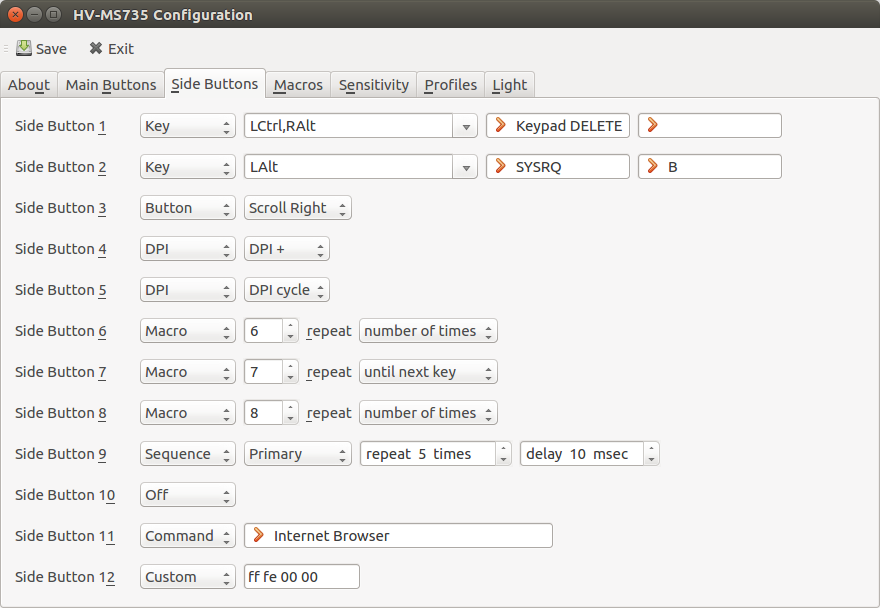 HV-MS735 Configuration
Save Exit
About Main Buttons Side Buttons Macros Sensitivity Profiles Light
Side Button 1 Key LCtrl,RAlt Keypad DELETE
Side Button 2 Key LAlt SYSRQ B
Side Button 3 Button Scroll Right
Side Button 4 DPI DPI +
Side Button 5 DPI DPI cycle
Side Button 6 Macro 6 repeat number of times
Side Button 7 Macro 7 repeat until next key
Side Button 8 Macro 8 repeat number of times
Side Button 9 Sequence Primary repeat 5 times delay 10 msec
Side Button 10 Off
Side Button 11 Command Internet Browser
Side Button 12 Custom ff fe 00 00